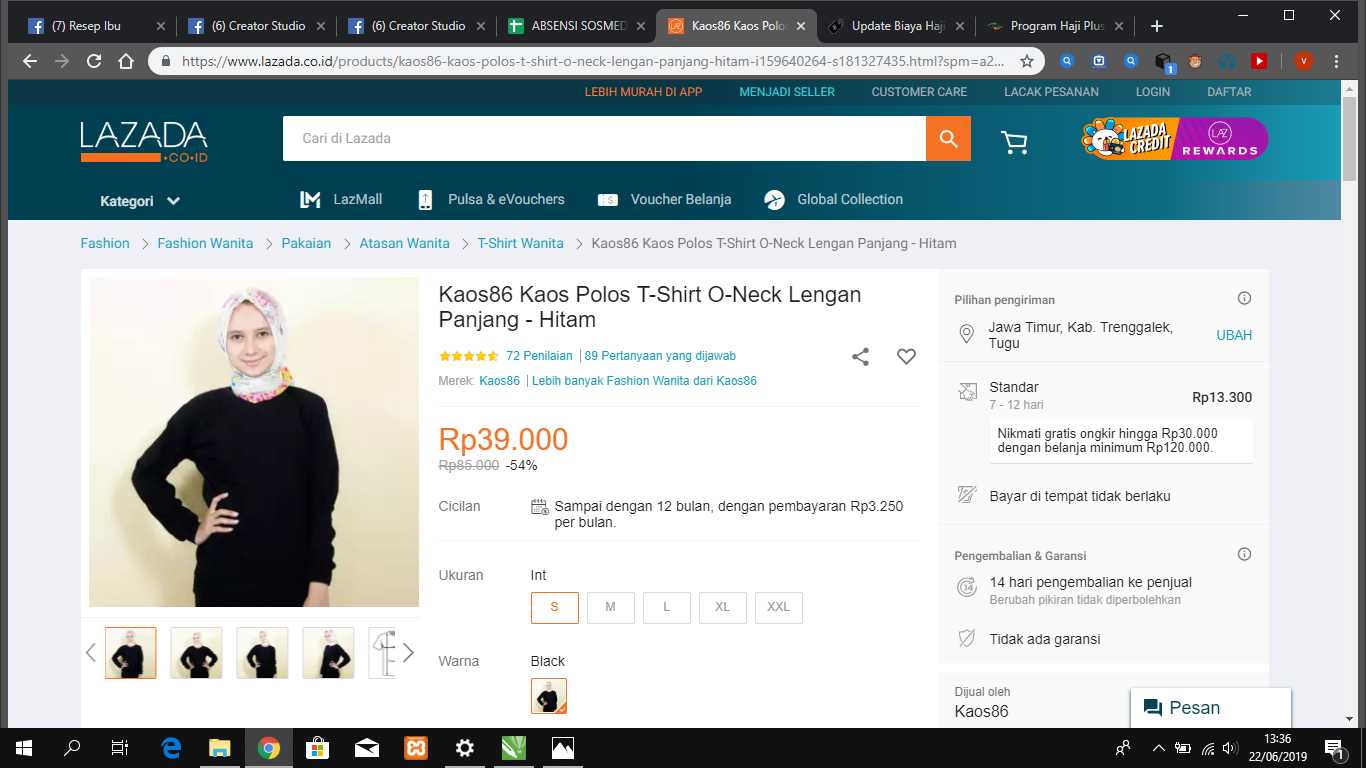 (7) Resep Ibu
(6) Creator Studio
(6) Creator Studio
ABSENSI SOSMED
Kaos86 Kaos Polos
Update Biaya Haji
Program Haji Plus
https://www.lazada.co.id/products/kaos86-kaos-polos-t-shirt-o-neck-lengan-panjang-hitam-i159640264-s181327435.html?spm=a2...
1
V
LEBIH MURAH DI APP
MENJADI SELLER
CUSTOMER CARE
LACAK PESANAN
LOGIN
DAFTAR
LAZADA
.CO.ID
Cari di Lazada
LAZADA CREDIT
LAZ
REWARDS
Kategori
LazMall
Pulsa & eVouchers
Voucher Belanja
Global Collection
Fashion > Fashion Wanita > Pakaian > Atasan Wanita > T-Shirt Wanita > Kaos86 Kaos Polos T-Shirt O-Neck Lengan Panjang - Hitam
Kaos86 Kaos Polos T-Shirt O-Neck Lengan
Panjang - Hitam
72 Penilaian | 89 Pertanyaan yang dijawab
Merek: Kaos86 | Lebih banyak Fashion Wanita dari Kaos86
Rp39.000
Rp85.000 -54%
Cicilan
Sampai dengan 12 bulan, dengan pembayaran Rp3.250
per bulan.
Ukuran
Int
S
M
L
XL
XXL
Warna
Black
Pilihan pengiriman
Jawa Timur, Kab. Trenggalek,
Tugu
UBAH
Standar
7 - 12 hari
Rp13.300
Nikmati gratis ongkir hingga Rp30.000
dengan belanja minimum Rp120.000.
Bayar di tempat tidak berlaku
Pengembalian & Garansi
14
14 hari pengembalian ke penjual
Berubah pikiran tidak diperbolehkan
Tidak ada garansi
Dijual oleh
Kaos86
Pesan
13:36
22/06/2019
1